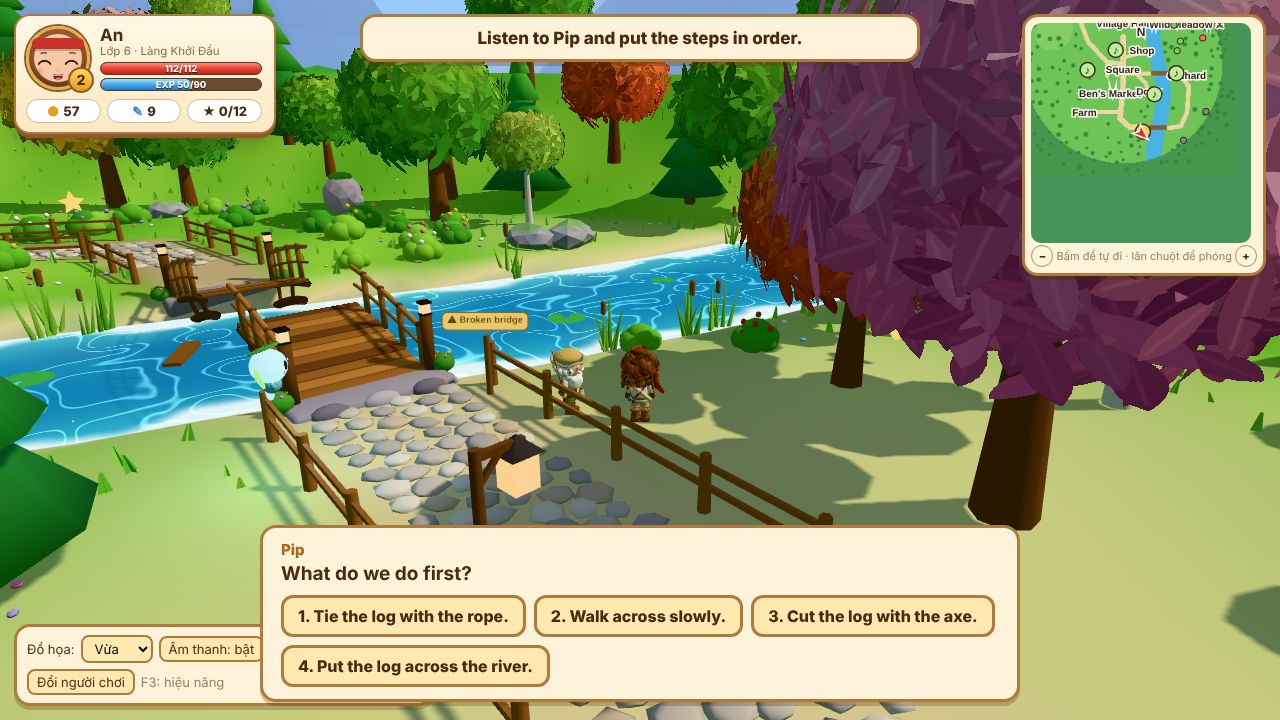 An
Lớp 6 · Làng Khởi Đầu
112/112
EXP 50/90
2
57
9
★ 0/12
Listen to Pip and put the steps in order.
Wild Meadow
N
Shop
Square
Ben's Marke
Farm
− Bấm để tự đi · lăn chuột để phóng +
⚠ Broken bridge
Pip
What do we do first?
1. Tie the log with the rope.
2. Walk across slowly.
3. Cut the log with the axe.
4. Put the log across the river.
Đồ họa: Vừa Âm thanh: bật
Đổi người chơi F3: hiệu năng